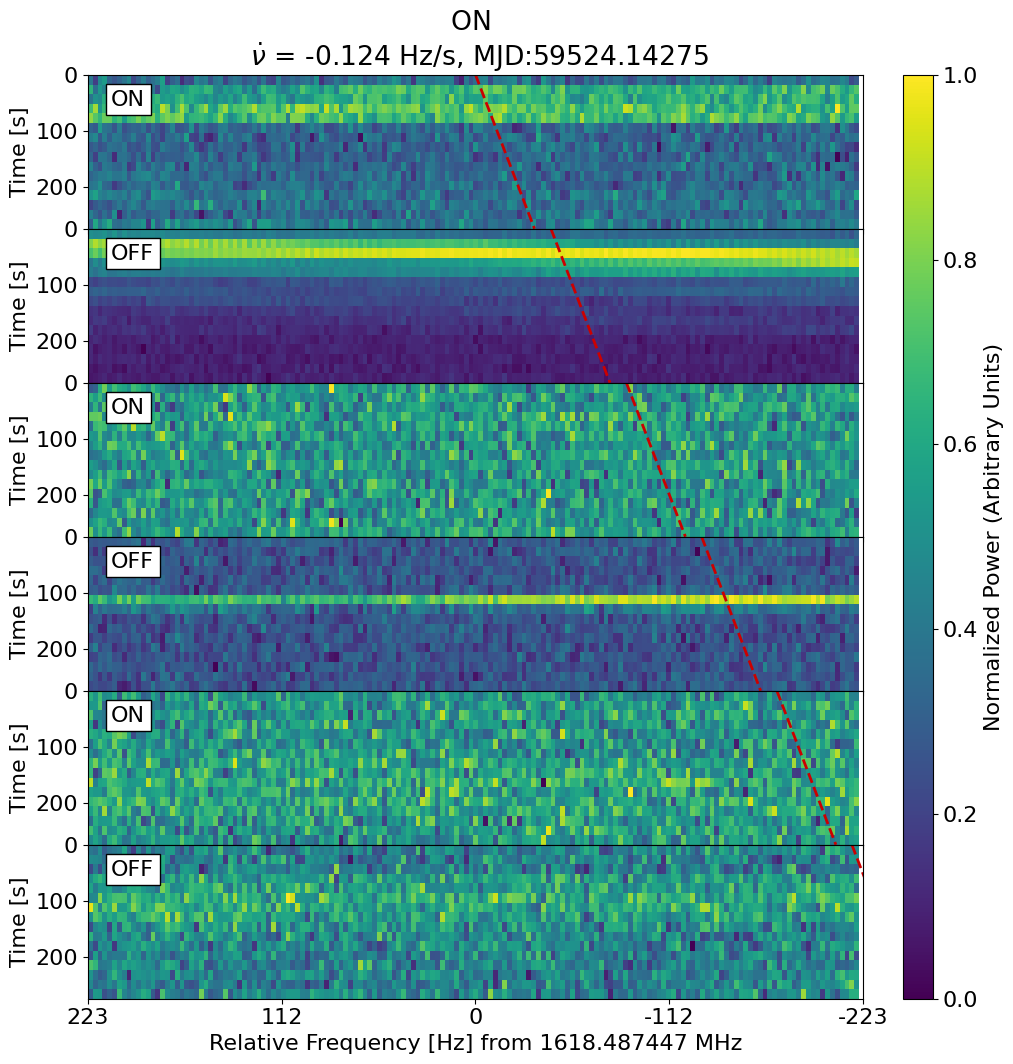 ON
ν̇ = -0.124 Hz/s, MJD:59524.14275
0
ON
100
Time [s]
200
0
OFF
100
Time [s]
200
0
ON
100
Time [s]
200
0
OFF
100
Time [s]
200
0
ON
100
Time [s]
200
0
OFF
100
Time [s]
200
223 112 0 -112 -223
Relative Frequency [Hz] from 1618.487447 MHz
1.0
0.8
0.6
0.4
0.2
0.0
Normalized Power (Arbitrary Units)